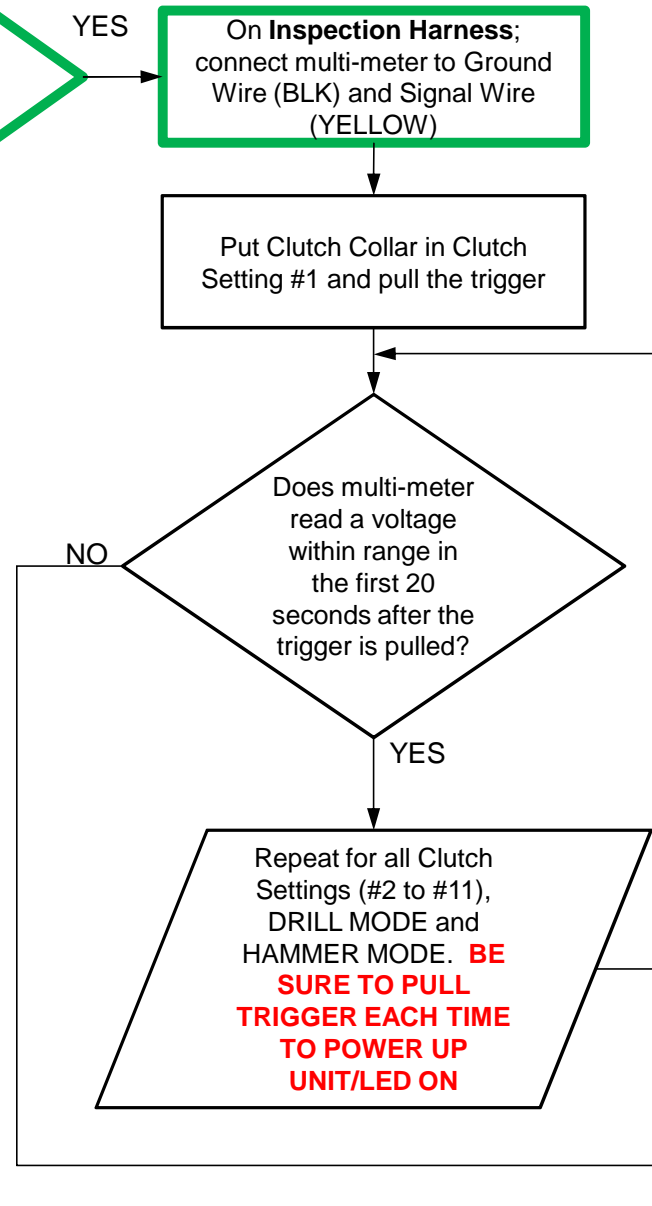 YES
On Inspection Harness;
connect multi-meter to Ground
Wire (BLK) and Signal Wire
(YELLOW)
Put Clutch Collar in Clutch
Setting #1 and pull the trigger
Does multi-meter
read a voltage
within range in
the first 20
seconds after the
trigger is pulled?
NO
YES
Repeat for all Clutch
Settings (#2 to #11),
DRILL MODE and
HAMMER MODE. BE
SURE TO PULL
TRIGGER EACH TIME
TO POWER UP
UNIT/LED ON